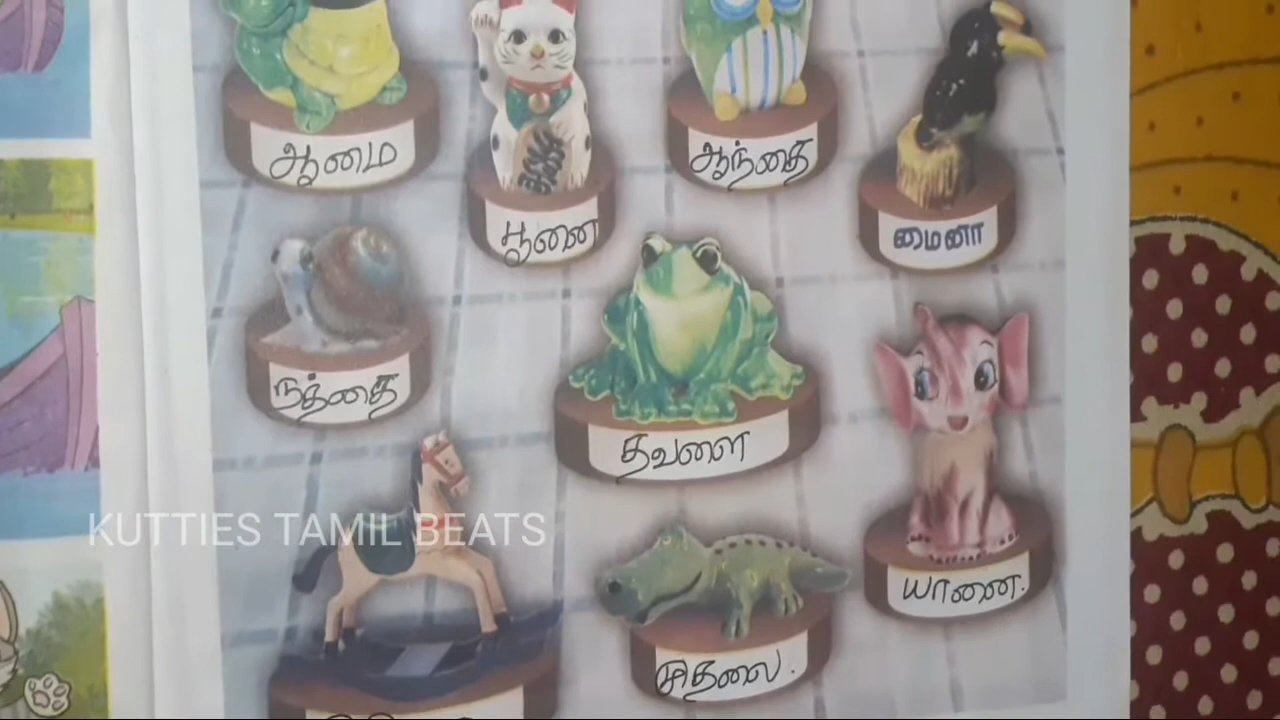 ஆமை
பூனை
ஆந்தை
மைனா
நத்தை
தவளை
யானை.
KUTTIES TAMIL BEATS
முதலை.